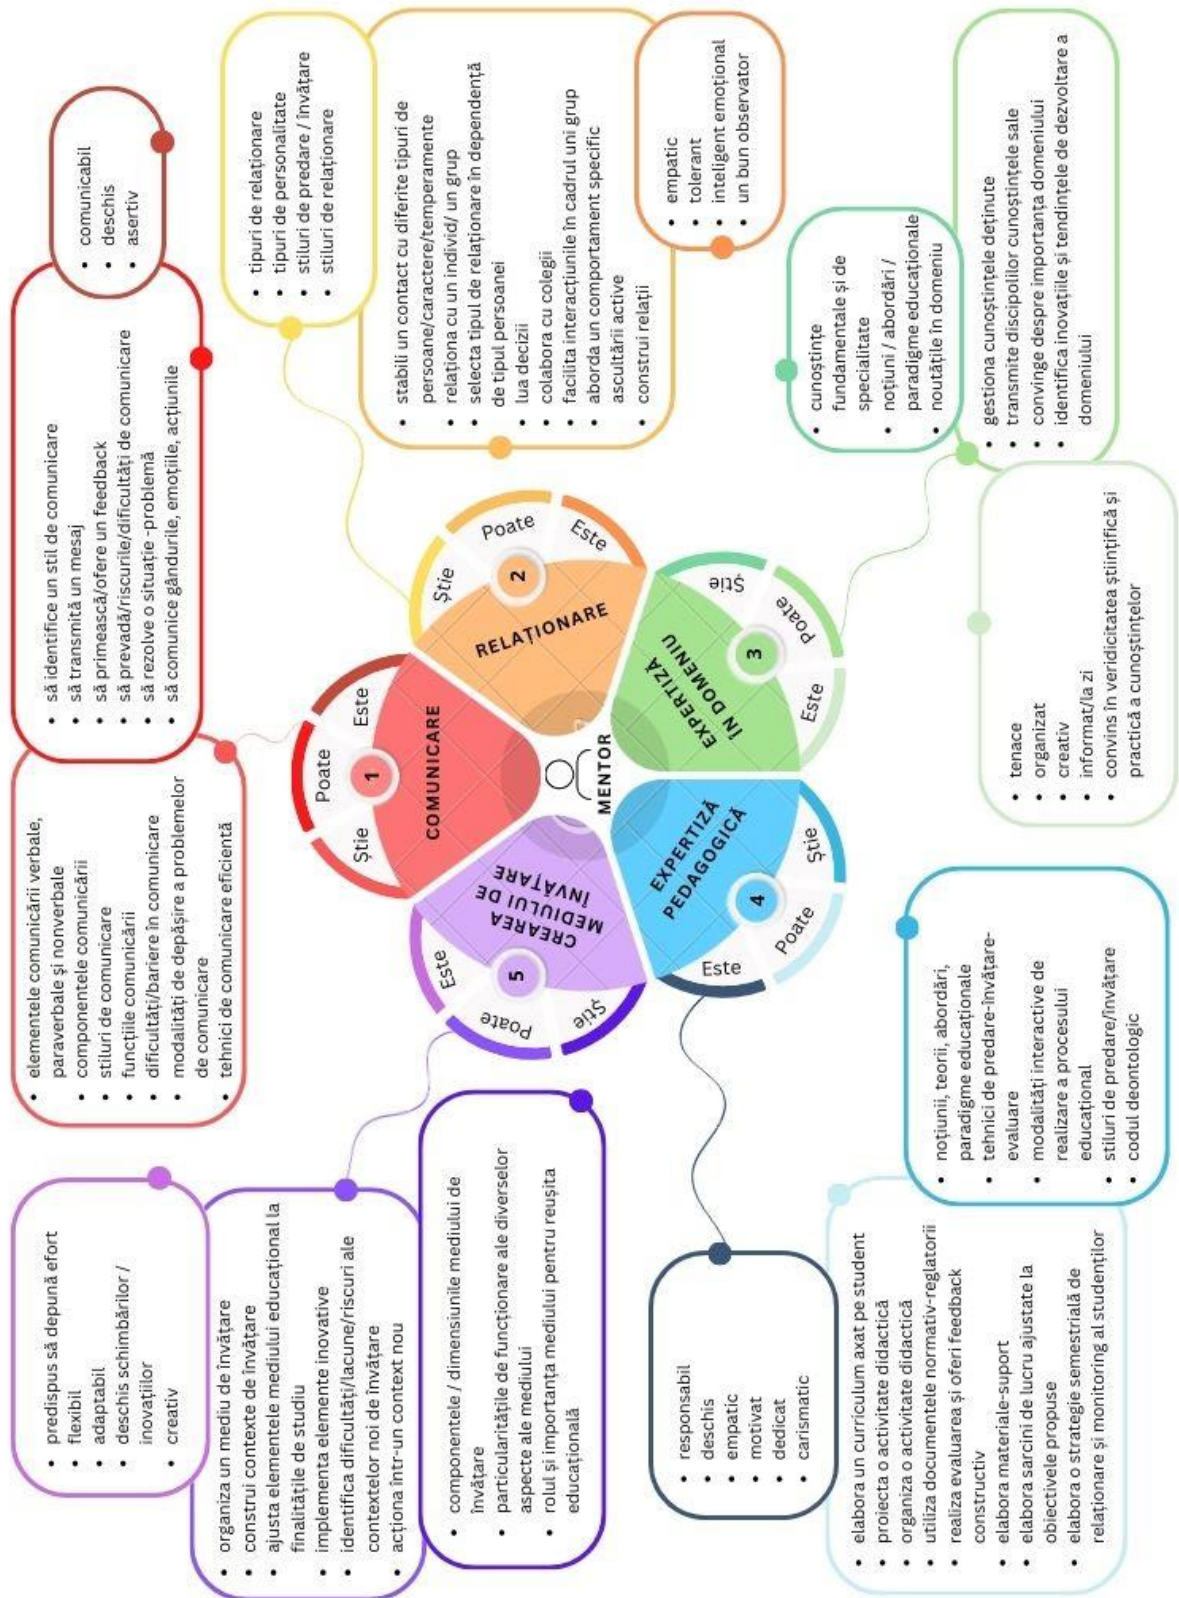 MENTOR
1
COMUNICARE
Știe
Poate
Este
elementele comunicării verbale,
paraverbale și nonverbale
componentele comunicării
stiluri de comunicare
funcțiile comunicării
dificultăți/bariere în comunicare
modalități de depășire a problemelor
de comunicare
tehnici de comunicare eficientă
să identifice un stil de comunicare
să transmită un mesaj
să primească/ofere un feedback
să prevadă/riscurile/dificultăți de comunicare
să rezolve o situație -problemă
să comunice gândurile, emoțiile, acțiunile
comunicabil
deschis
asertiv
2
RELAȚIONARE
Știe
Poate
Este
tipuri de relaționare
tipuri de personalitate
stiluri de predare / învățare
stiluri de relaționare
stabili un contact cu diferite tipuri de
persoane/caractere/temperamente
relaționa cu un individ/ un grup
selecta tipul de relaționare în dependență
de tipul persoanei
lua decizii
colabora cu colegii
facilita interacțiunile în cadrul uni grup
aborda un comportament specific
ascultării active
construi relații
empatic
tolerant
inteligent emoțional
un bun observator
3
EXPERTIZĂ
ÎN DOMENIU
Știe
Poate
Este
cunoștințe
fundamentale și de
specialitate
noțiuni / abordări /
paradigme educaționale
noutățile în domeniu
gestiona cunoștințele deținute
transmite discipolilor cunoștințele sale
convinge despre importanța domeniului
identifica inovațiile și tendințele de dezvoltare a
domeniului
tenace
organizat
creativ
informat/la zi
convins în veridicitatea științifică și
practică a cunoștințelor
4
EXPERTIZĂ
PEDAGOGICĂ
Știe
Poate
Este
noțiunii, teorii, abordări,
paradigme educaționale
tehnici de predare-învățare-
evaluare
modalități interactive de
realizare a procesului
educațional
stiluri de predare/învățare
codul deontologic
elabora un curriculum axat pe student
proiecta o activitate didactică
organiza o activitate didactică
utiliza documentele normativ-reglatorii
realiza evaluarea și oferi feedback
constructiv
elabora materiale-suport
elabora sarcini de lucru ajustate la
obiectivele propuse
elabora o strategie semestrială de
relaționare și monitoring al studenților
responsabil
deschis
empatic
motivat
dedicat
carismatic
5
CREAREA
MEDIULUI DE
ÎNVĂȚARE
Știe
Poate
Este
componentele / dimensiunile mediului de
învățare
particularitățile de funcționare ale diverselor
aspecte ale mediului
rolul și importanța mediului pentru reușita
educațională
organiza un mediu de învățare
construi contexte de învățare
ajusta elementele mediului educațional la
finalitățile de studiu
implementa elemente inovative
identifica dificultăți/lacune/riscuri ale
contextelor noi de învățare
acționa într-un context nou
predispus să depună efort
flexibil
adaptabil
deschis schimbărilor /
inovațiilor
creativ